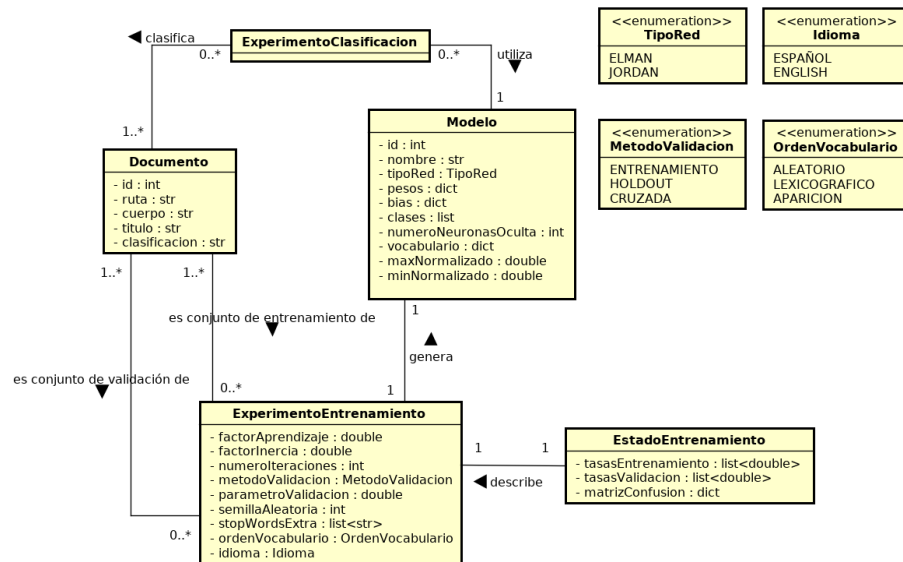 clasifica
0..*
ExperimentoClasificacion
0..*
utiliza
1..*
1
<<enumeration>>
TipoRed
ELMAN
JORDAN
<<enumeration>>
Idioma
ESPAÑOL
ENGLISH
<<enumeration>>
MetodoValidacion
ENTRENAMIENTO
HOLDOUT
CRUZADA
<<enumeration>>
OrdenVocabulario
ALEATORIO
LEXICOGRAFICO
APARICION
Documento
- id : int
- ruta : str
- cuerpo : str
- titulo : str
- clasificacion : str
Modelo
- id : int
- nombre : str
- tipoRed : TipoRed
- pesos : dict
- bias : dict
- clases : list
- numeroNeuronasOculta : int
- vocabulario : dict
- maxNormalizado : double
- minNormalizado : double
1..*
1..*
1
es conjunto de entrenamiento de
genera
es conjunto de validación de
0..*
1
ExperimentoEntrenamiento
- factorAprendizaje : double
- factorInercia : double
- numeroIteraciones : int
- metodoValidacion : MetodoValidacion
- parametroValidacion : double
- semillaAleatoria : int
- stopWordsExtra : list<str>
- ordenVocabulario : OrdenVocabulario
- idioma : Idioma
0..*
1
1
describe
EstadoEntrenamiento
- tasasEntrenamiento : list<double>
- tasasValidacion : list<double>
- matrizConfusion : dict